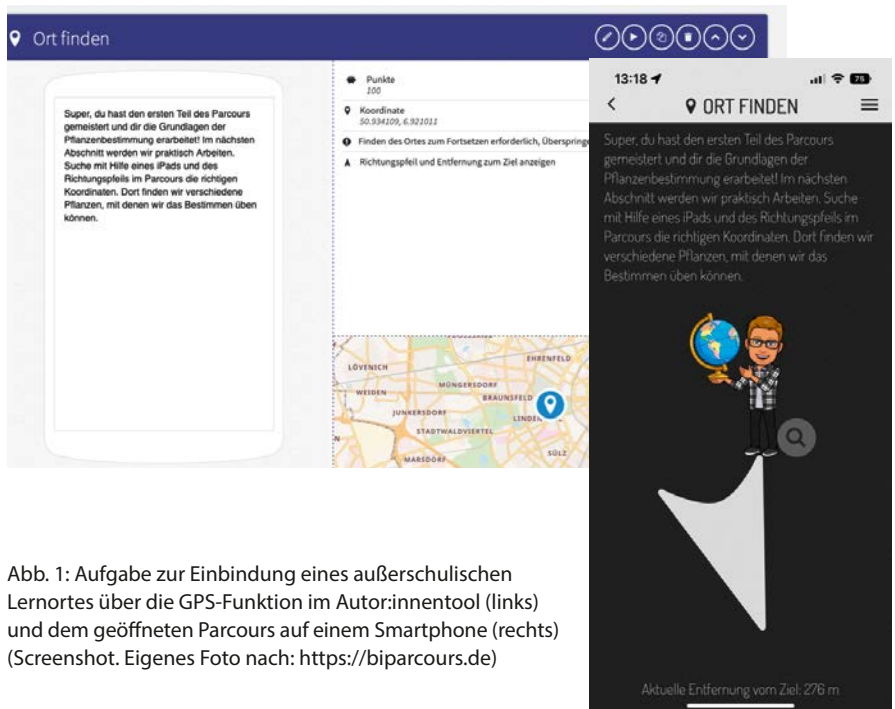 Ort finden
Super, du hast den ersten Teil des Parcours
gemeistert und dir die Grundlagen der
Pflanzenbestimmung erarbeitet! Im nächsten
Abschnitt werden wir praktisch Arbeiten.
Suche mit Hilfe eines iPads und des
Richtungspfeils im Parcours die richtigen
Koordinaten. Dort finden wir verschiedene
Pflanzen, mit denen wir das Bestimmen üben
können.
Punkte
100
Koordinate
50.934109, 6.921011
Finden des Ortes zum Fortsetzen erforderlich, Überspringe
Richtungspfeil und Entfernung zum Ziel anzeigen
LÖVENICH
EHRENFELD
WEIDEN
MÜNGERSDORF
BRAUNSFELD
JUNKERSDORF
LINDEN
STADTWALDVIERTEL
SÜLZ
MARSDORF
13:18
75
ORT FINDEN
Super, du hast den ersten Teil des Parcours
gemeistert und dir die Grundlagen der
Pflanzenbestimmung erarbeitet! Im nächsten
Abschnitt werden wir praktisch Arbeiten. Suche
mit Hilfe eines iPads und des Richtungspfeils im
Parcours die richtigen Koordinaten. Dort finden wir
verschiedene Pflanzen, mit denen wir das
Bestimmen üben können.
Aktuelle Entfernung vom Ziel: 276 m
Abb. 1: Aufgabe zur Einbindung eines außerschulischen
Lernortes über die GPS-Funktion im Autor:innentool (links)
und dem geöffneten Parcours auf einem Smartphone (rechts)
(Screenshot. Eigenes Foto nach: https://biparcours.de)